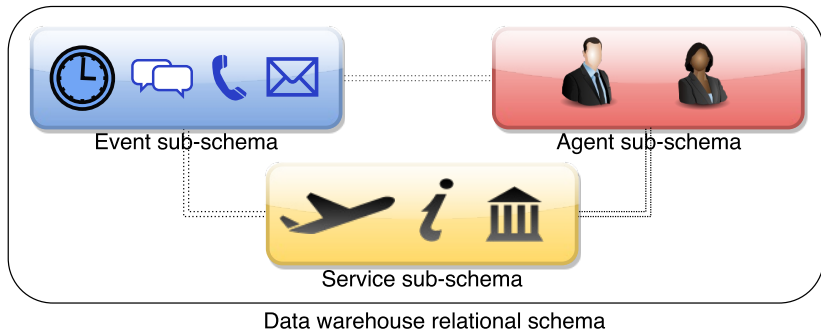 Event sub-schema
Agent sub-schema
Service sub-schema
Data warehouse relational schema